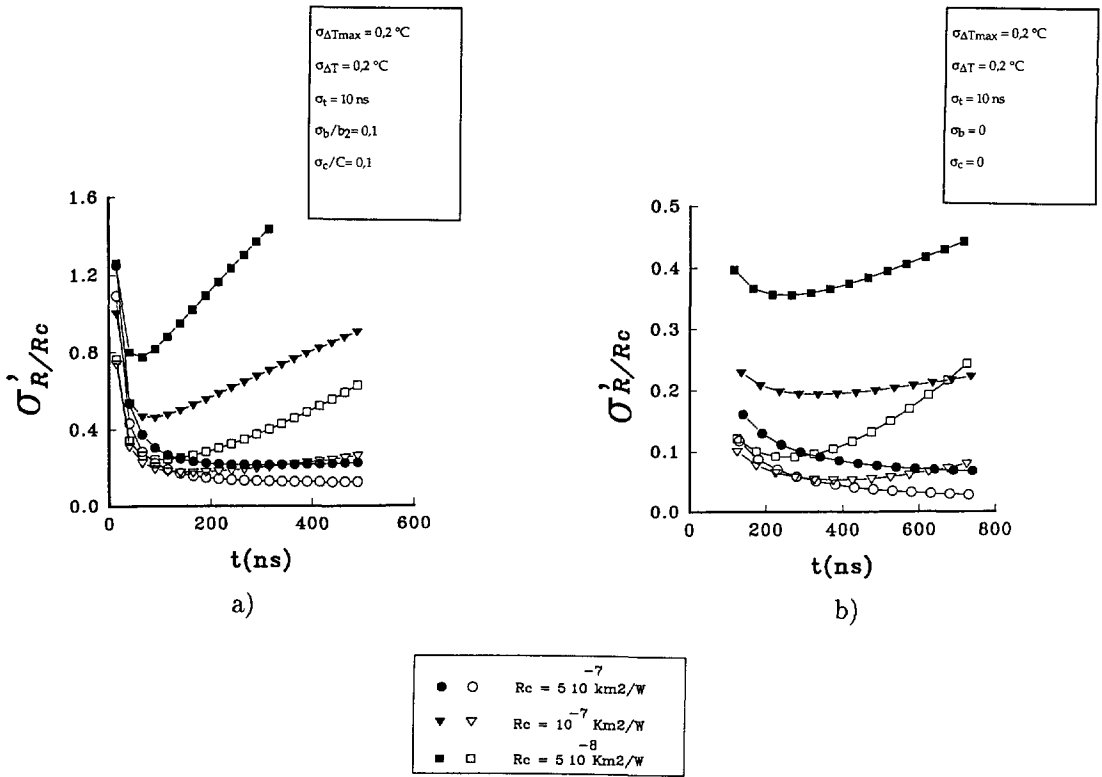 σΔTmax = 0,2 °C
σΔT = 0,2 °C
σt = 10 ns
σb/b2 = 0,1
σc/C = 0,1
σΔTmax = 0,2 °C
σΔT = 0,2 °C
σt = 10 ns
σb = 0
σc = 0
1.6
1.2
0.8
0.4
0.0
σ'R/Rc
0 200 400 600
t(ns)
a)
0.5
0.4
0.3
0.2
0.1
0.0
σ'R/Rc
0 200 400 600 800
t(ns)
b)
Rc = 5 10⁻⁷ km2/W
Rc = 10⁻⁷ Km2/W
Rc = 5 10⁻⁸ Km2/W